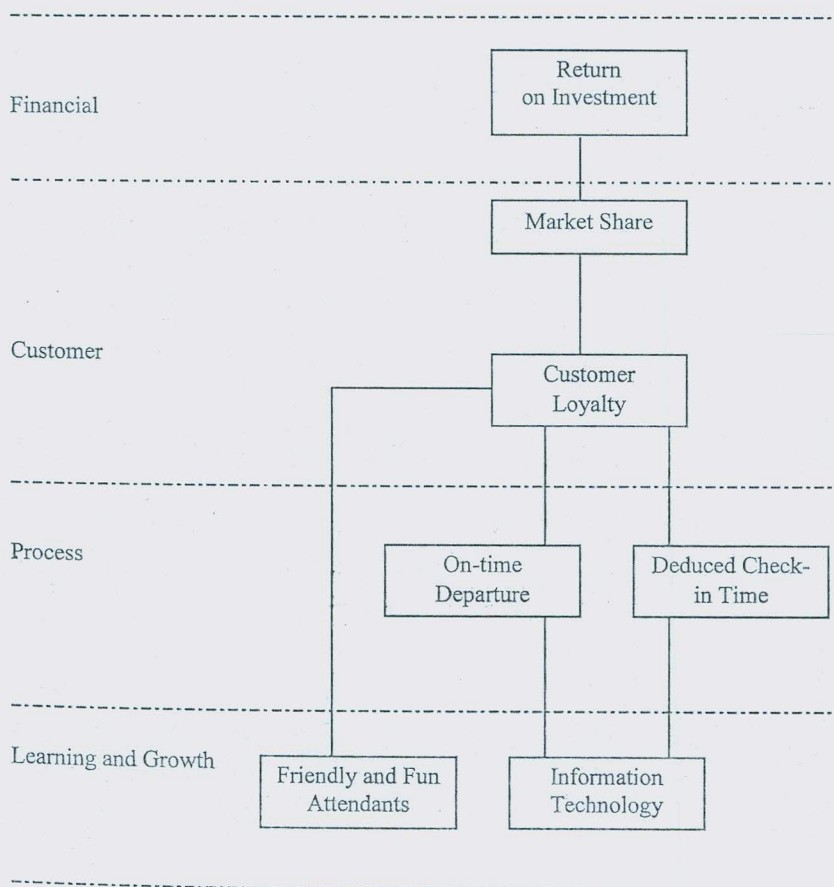 Return
on Investment
Financial
Market Share
Customer
Customer
Loyalty
Process
On-time
Departure
Deduced Check-
in Time
Learning and Growth
Friendly and Fun
Attendants
Information
Technology